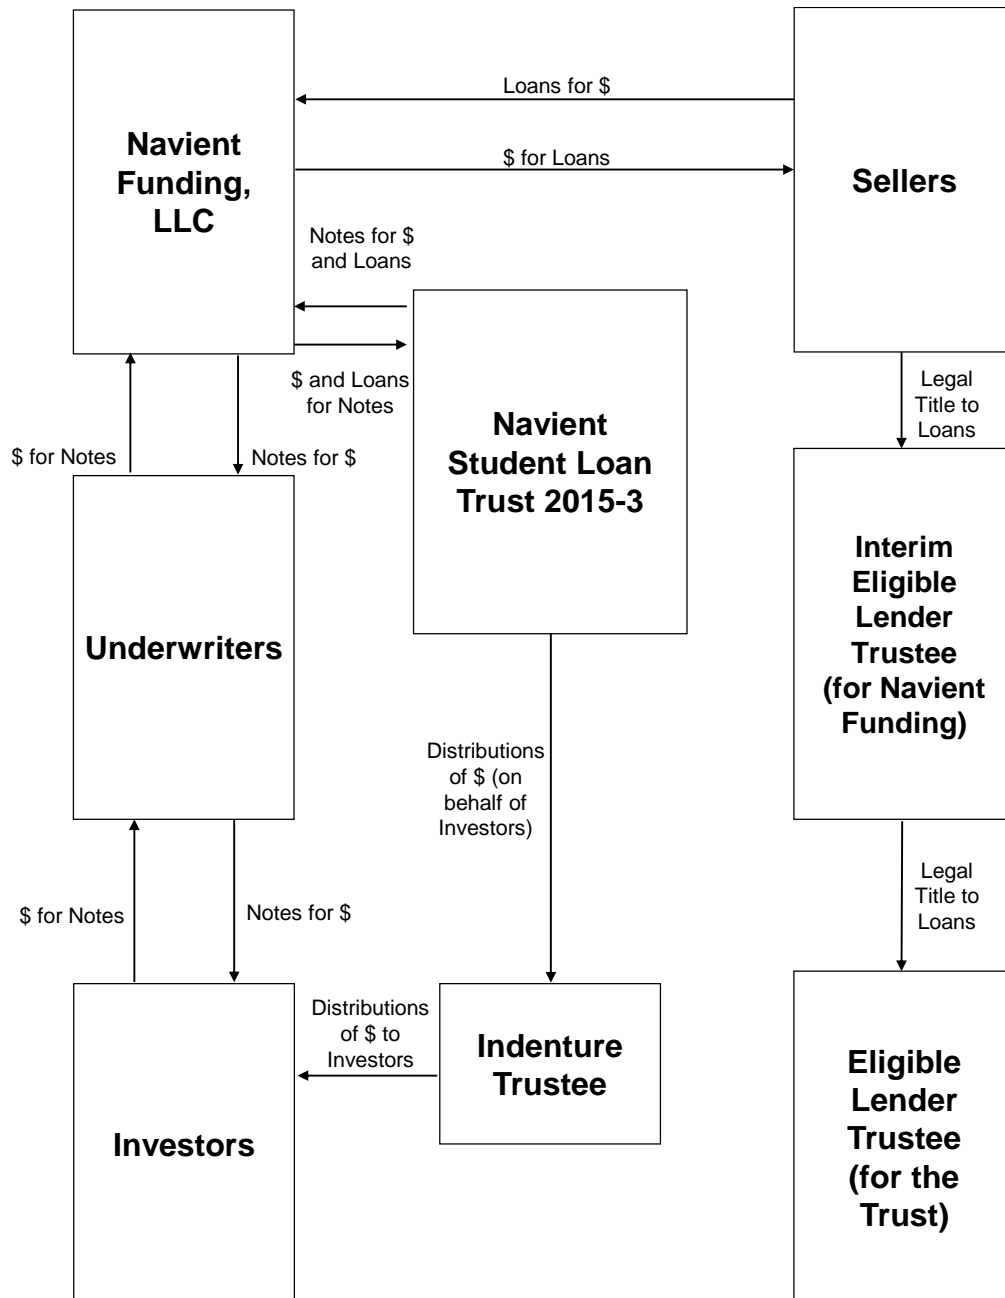 Navient
Funding,
LLC
Loans for $
$ for Loans
Sellers
Notes for $
and Loans
$ and Loans
for Notes
Navient
Student Loan
Trust 2015-3
Legal
Title to
Loans
$ for Notes
Notes for $
Underwriters
Interim
Eligible
Lender
Trustee
(for Navient
Funding)
Distributions
of $ (on
behalf of
Investors)
$ for Notes
Notes for $
Legal
Title to
Loans
Distributions
of $ to
Investors
Indenture
Trustee
Investors
Eligible
Lender
Trustee
(for the
Trust)